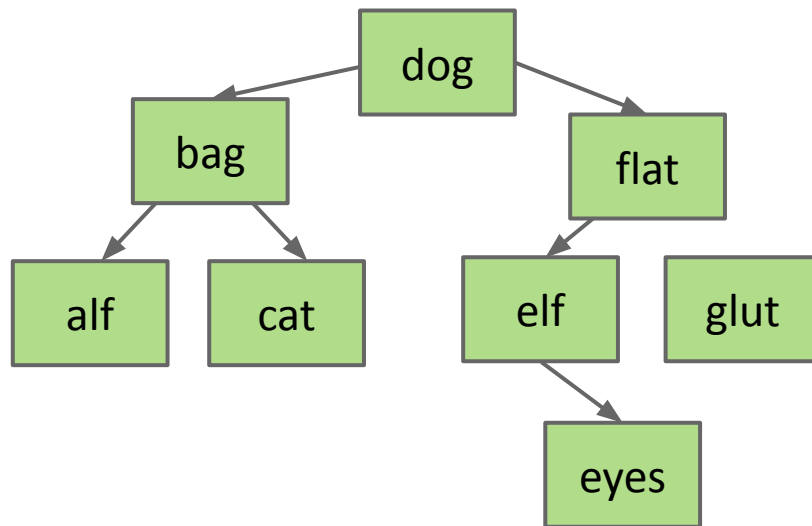 dog
bag
flat
alf
cat
elf
glut
eyes